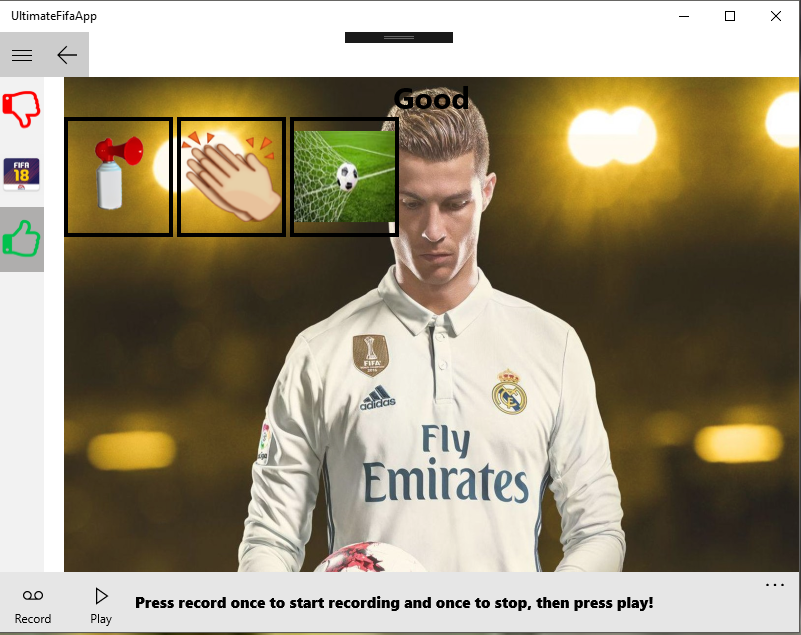 UltimateFifaApp
Good
FIFA
18
FIFA
adidas
Fly
Emirates
Record
Play
Press record once to start recording and once to stop, then press play!